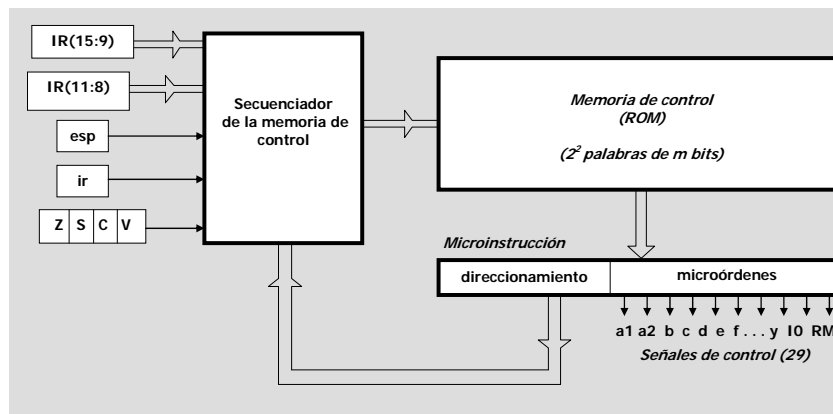 IR(15:9)
IR(11:8)
esp
ir
Z S C V
Secuenciador
de la memoria de
control
Memoria de control
(ROM)
(2² palabras de m bits)
Microinstrucción
direccionamiento
microórdenes
a1 a2 b c d e f . . . y I0 RM
Señales de control (29)